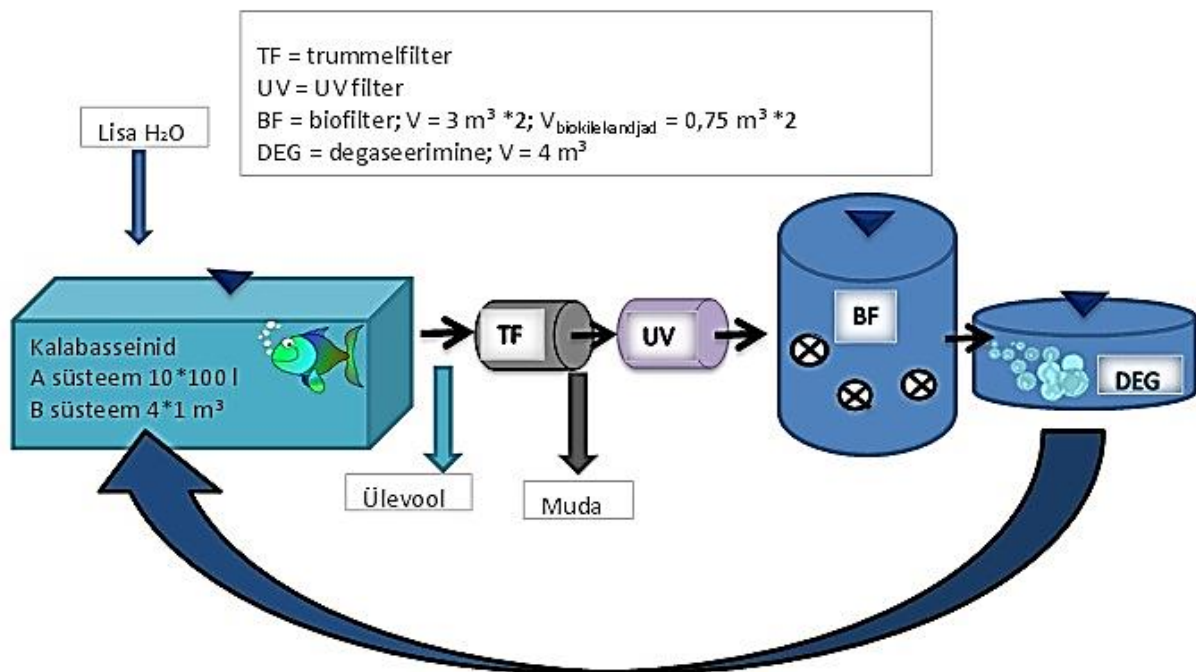 TF = trummelfilter
UV = UV filter
BF = biofilter; V = 3 m³ *2; V biokilekandjad = 0,75 m³ *2
DEG = degaseerimine; V = 4 m³
Lisa H₂O
Kalabasseinid
A süsteem 10*100 l
B süsteem 4*1 m³
TF
UV
BF
DEG
Ülevool
Muda